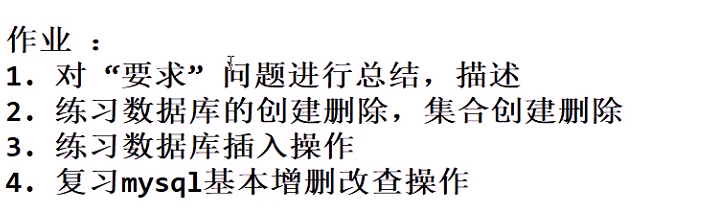 作业 ：
1. 对“要求”问题进行总结，描述
2. 练习数据库的创建删除，集合创建删除
3. 练习数据库插入操作
4. 复习mysql基本增删改查操作